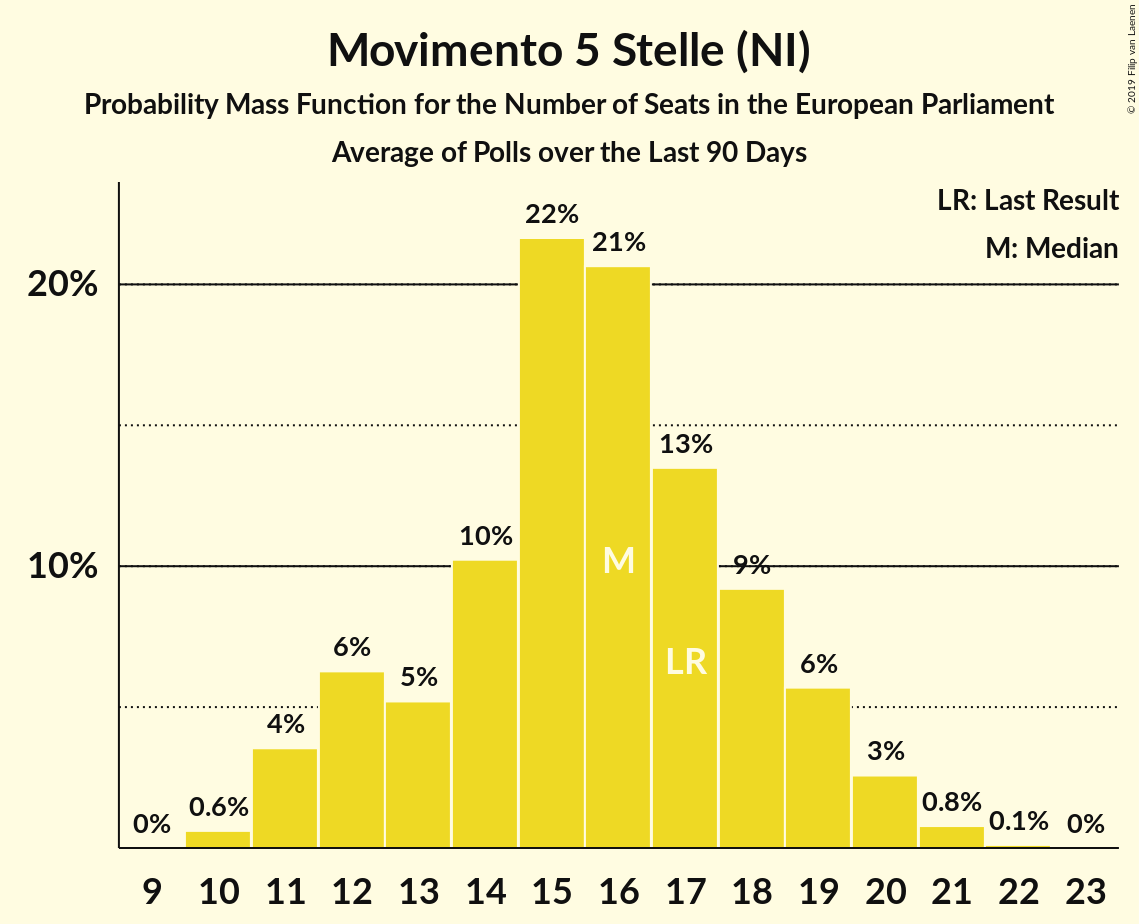 Movimento 5 Stelle (NI)
Probability Mass Function for the Number of Seats in the European Parliament
Average of Polls over the Last 90 Days
© 2019 Filip van Laenen
LR: Last Result
M: Median
20%
10%
0%
0.6%
4%
6%
5%
10%
22%
21%
13%
9%
6%
3%
0.8%
0.1%
0%
M
LR
9 10 11 12 13 14 15 16 17 18 19 20 21 22 23